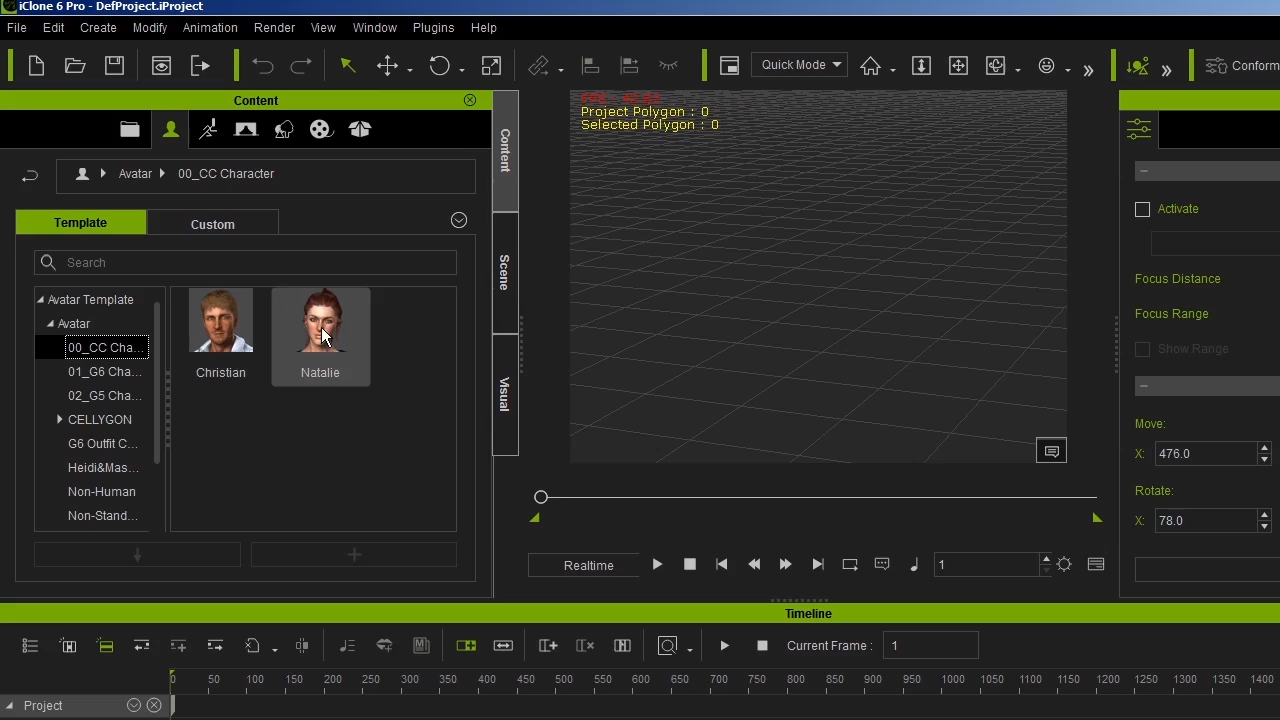 iClone 6 Pro - DefProject.iProject
File Edit Create Modify Animation Render View Window Plugins Help
Quick Mode
Conform
Content
Avatar 00_CC Character
Template Custom
Search
Avatar Template
Avatar
00_CC Cha...
01_G6 Cha...
02_G5 Cha...
CELLYGON
G6 Outfit C...
Heidi&Mas...
Non-Human
Non-Stand...
Christian
Natalie
Content
Scene
Visual
Project Polygon : 0
Selected Polygon : 0
Activate
Focus Distance
Focus Range
Show Range
Move:
X: 476.0
Rotate:
X: 78.0
Realtime
1
Timeline
Current Frame : 1
0 50 100 150 200 250 300 350 400 450 500 550 600 650 700 750 800 850 900 950 1000 1050 1100 1150 1200 1250 1300 1350 1400
Project